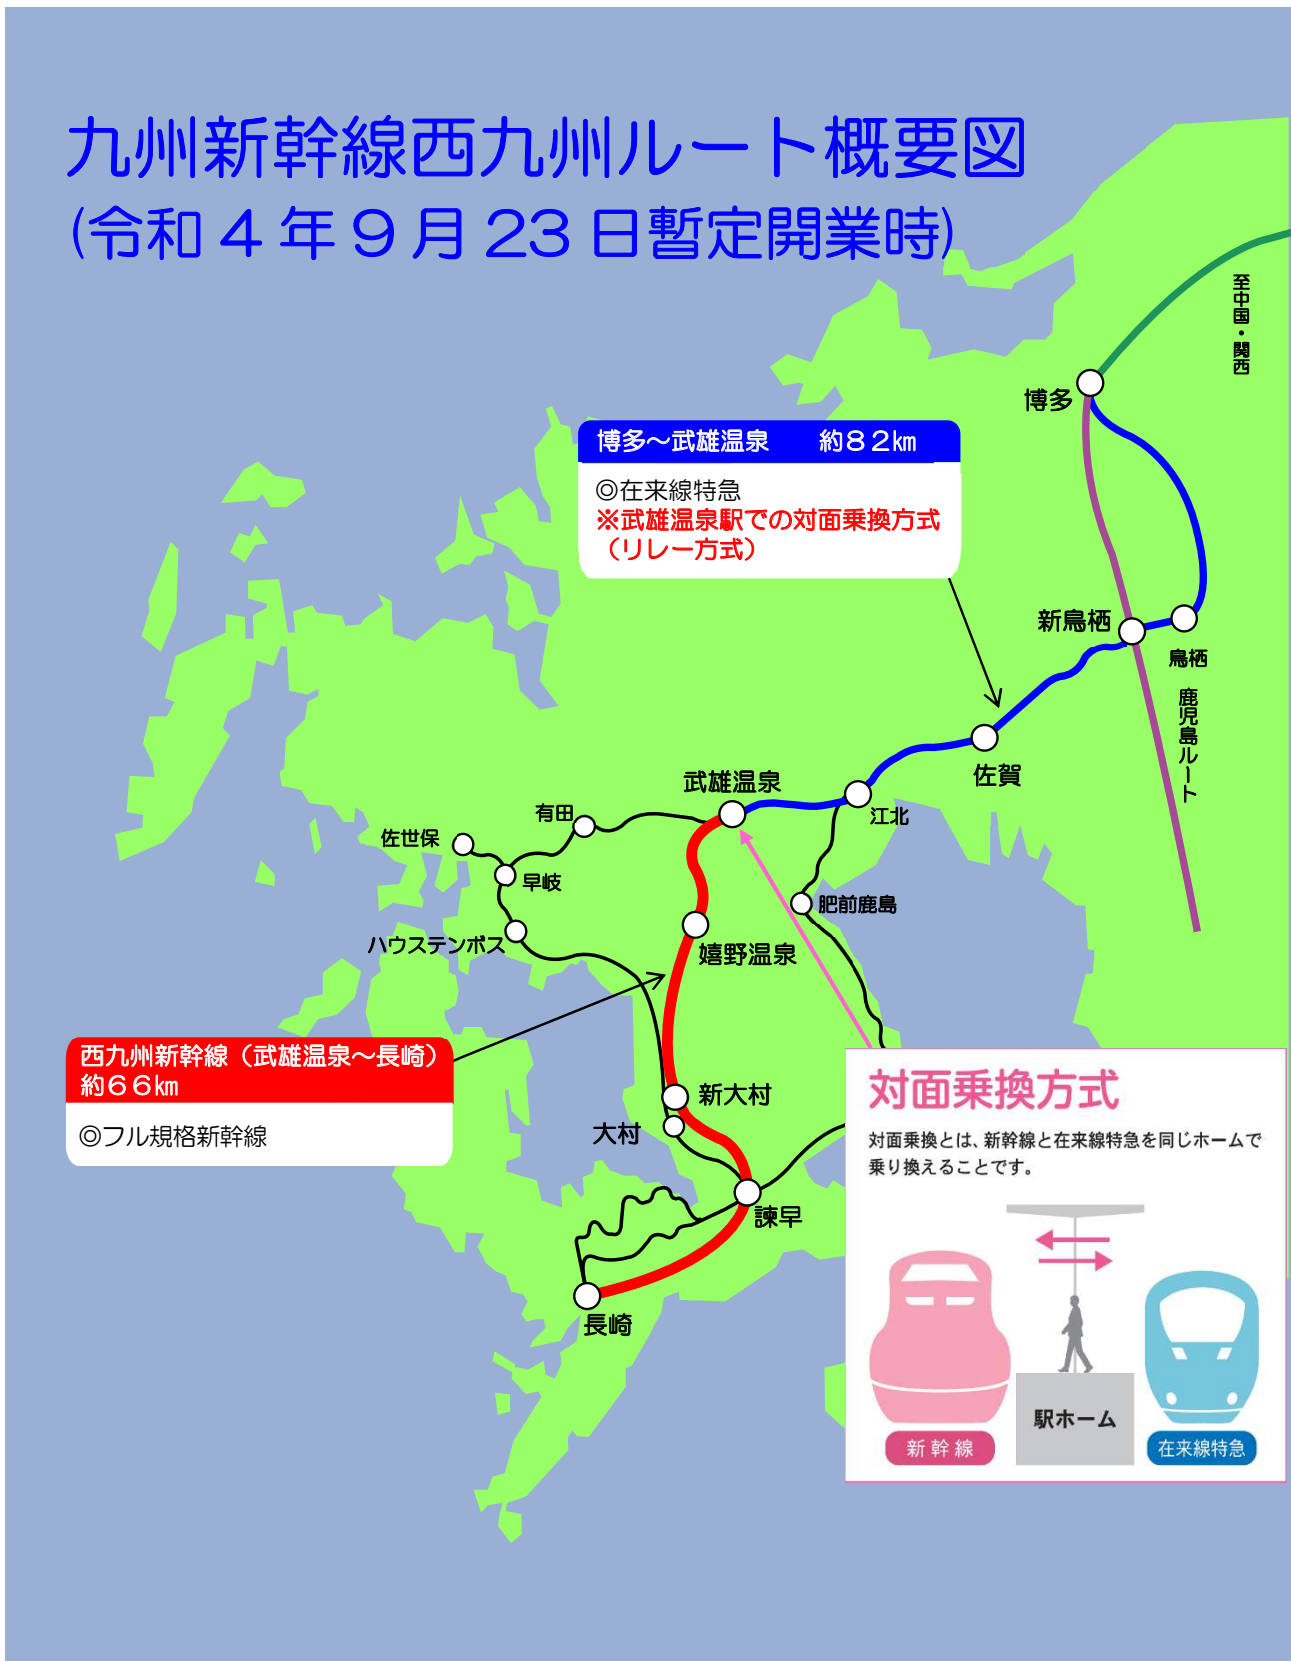 九州新幹線西九州ルート概要図
(令和４年９月２３日暫定開業時)
至中国・関西
博多
博多～武雄温泉　約８２㎞
◎在来線特急
※武雄温泉駅での対面乗換方式
（リレー方式）
新鳥栖
鳥栖
鹿児島ルート
佐賀
武雄温泉
江北
有田
佐世保
早岐
肥前鹿島
ハウステンボス
嬉野温泉
西九州新幹線（武雄温泉～長崎）
約６６㎞
◎フル規格新幹線
新大村
大村
諫早
長崎
対面乗換方式
対面乗換とは、新幹線と在来線特急を同じホームで
乗り換えることです。
駅ホーム
新幹線
在来線特急